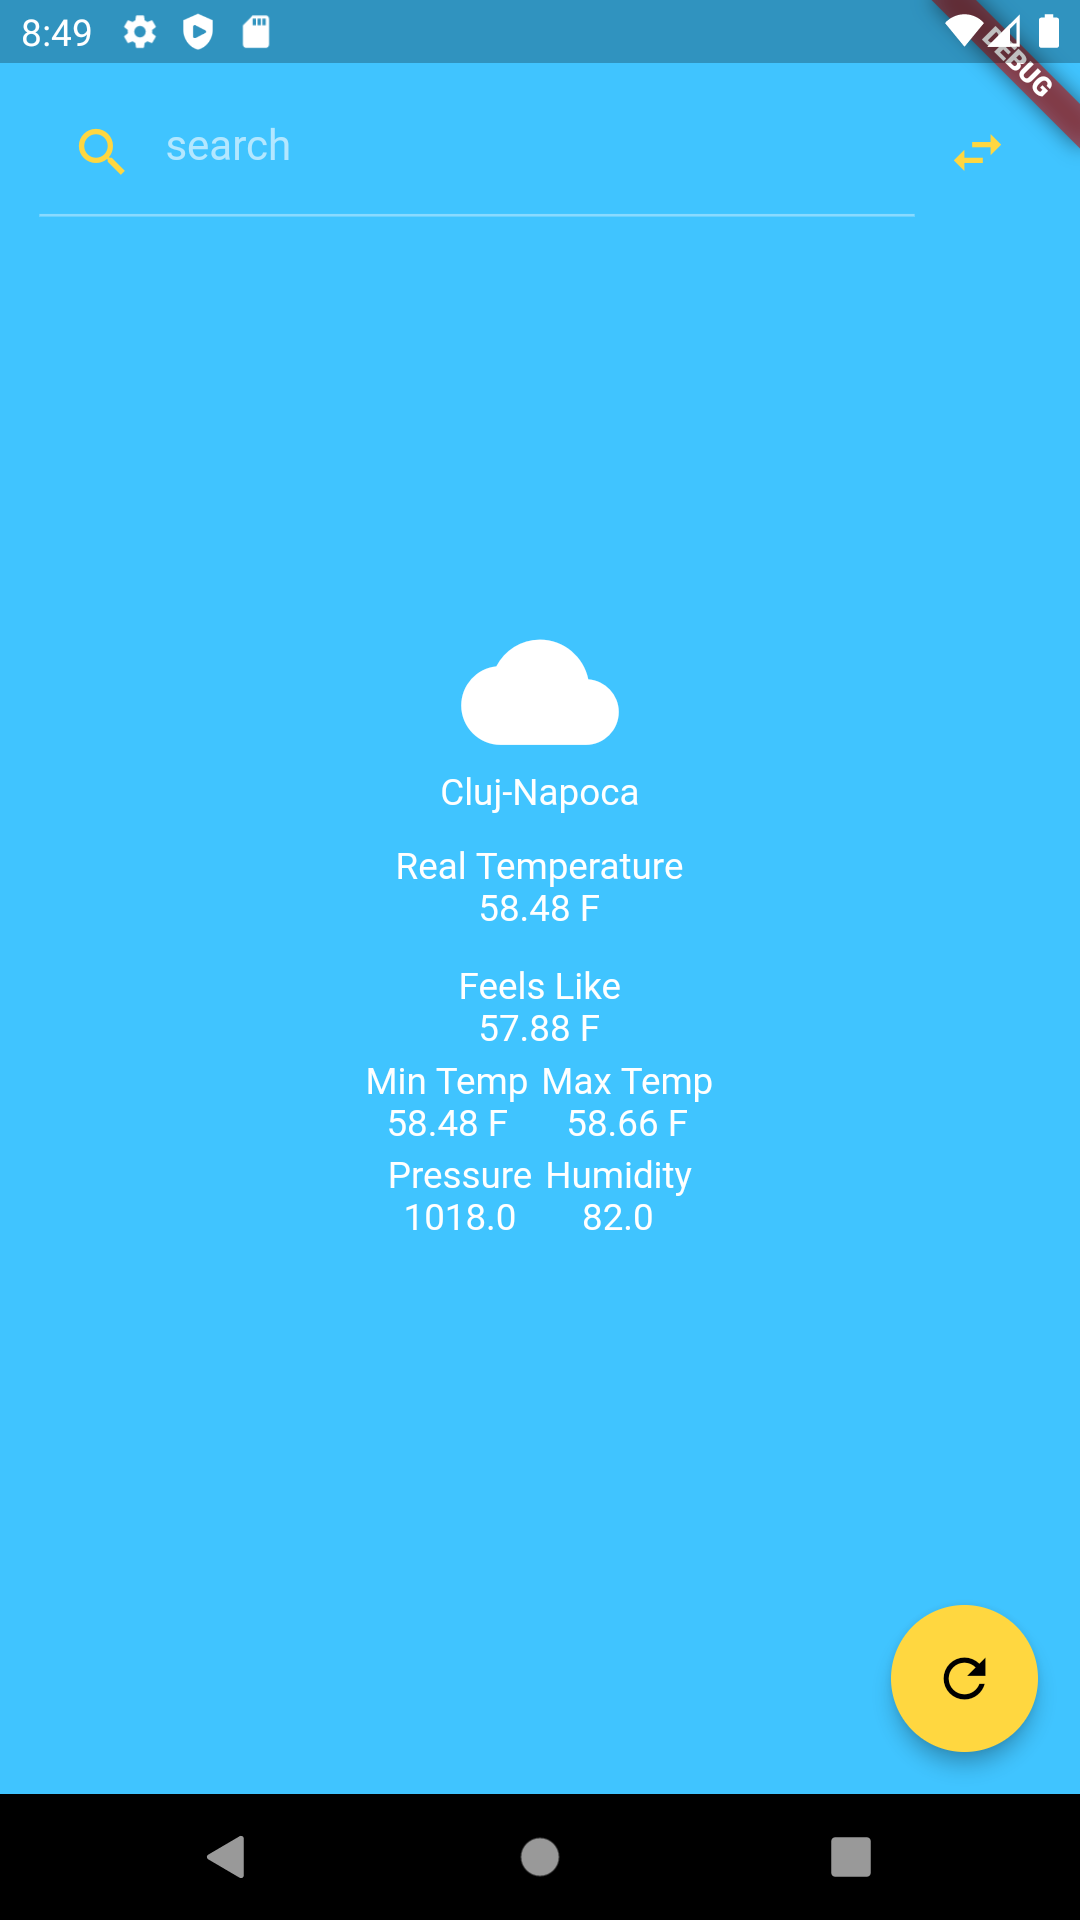 8:49
DEBUG
search
Cluj-Napoca
Real Temperature
58.48 F
Feels Like
57.88 F
Min Temp Max Temp
58.48 F 58.66 F
Pressure Humidity
1018.0 82.0